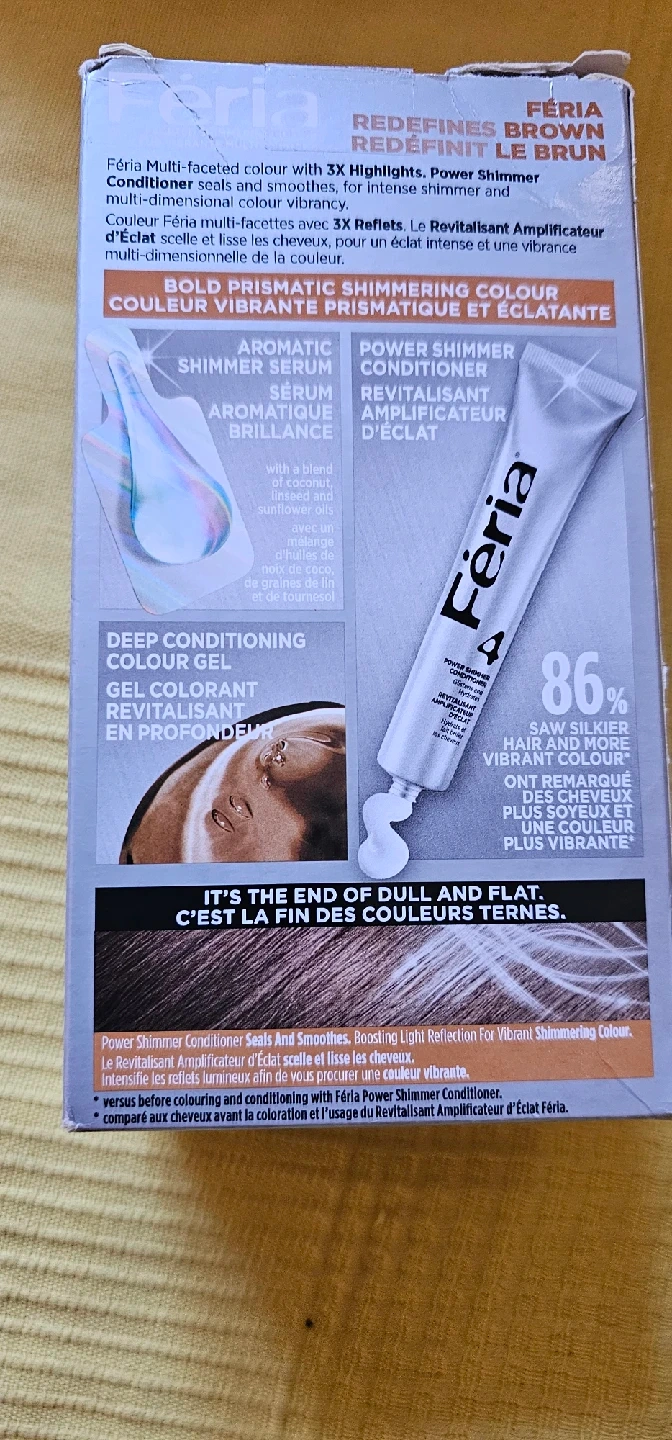 Féria
FÉRIA
REDEFINES BROWN
REDÉFINIT LE BRUN
Féria Multi-faceted colour with 3X Highlights. Power Shimmer
Conditioner seals and smoothes, for intense shimmer and
multi-dimensional colour vibrancy.
Couleur Féria multi-facettes avec 3X Reflets. Le Revitalisant Amplificateur
d'Éclat scelle et lisse les cheveux, pour un éclat intense et une vibrance
multi-dimensionnelle de la couleur.
BOLD PRISMATIC SHIMMERING COLOUR
COULEUR VIBRANTE PRISMATIQUE ET ÉCLATANTE
AROMATIC
SHIMMER SERUM
SÉRUM
AROMATIQUE
BRILLANCE
with a blend
of coconut,
linseed and
sunflower oils
avec un
mélange
d'huiles de
noix de coco,
de graines de lin
et de tournesol
POWER SHIMMER
CONDITIONER
REVITALISANT
AMPLIFICATEUR
D'ÉCLAT
Féria
4
POWER SHIMMER
CONDITIONER
REVITALISANT
AMPLIFICATEUR
D'ÉCLAT
DEEP CONDITIONING
COLOUR GEL
GEL COLORANT
REVITALISANT
EN PROFONDEUR
86%
SAW SILKIER
HAIR AND MORE
VIBRANT COLOUR*
ONT REMARQUÉ
DES CHEVEUX
PLUS SOYEUX ET
UNE COULEUR
PLUS VIBRANTE*
IT'S THE END OF DULL AND FLAT.
C'EST LA FIN DES COULEURS TERNES.
Power Shimmer Conditioner Seals And Smoothes. Boosting Light Reflection For Vibrant Shimmering Colour.
Le Revitalisant Amplificateur d'Éclat scelle et lisse les cheveux.
Intensifie les reflets lumineux afin de vous procurer une couleur vibrante.
* versus before colouring and conditioning with Féria Power Shimmer Conditioner.
* comparé aux cheveux avant la coloration et l'usage du Revitalisant Amplificateur d'Éclat Féria.